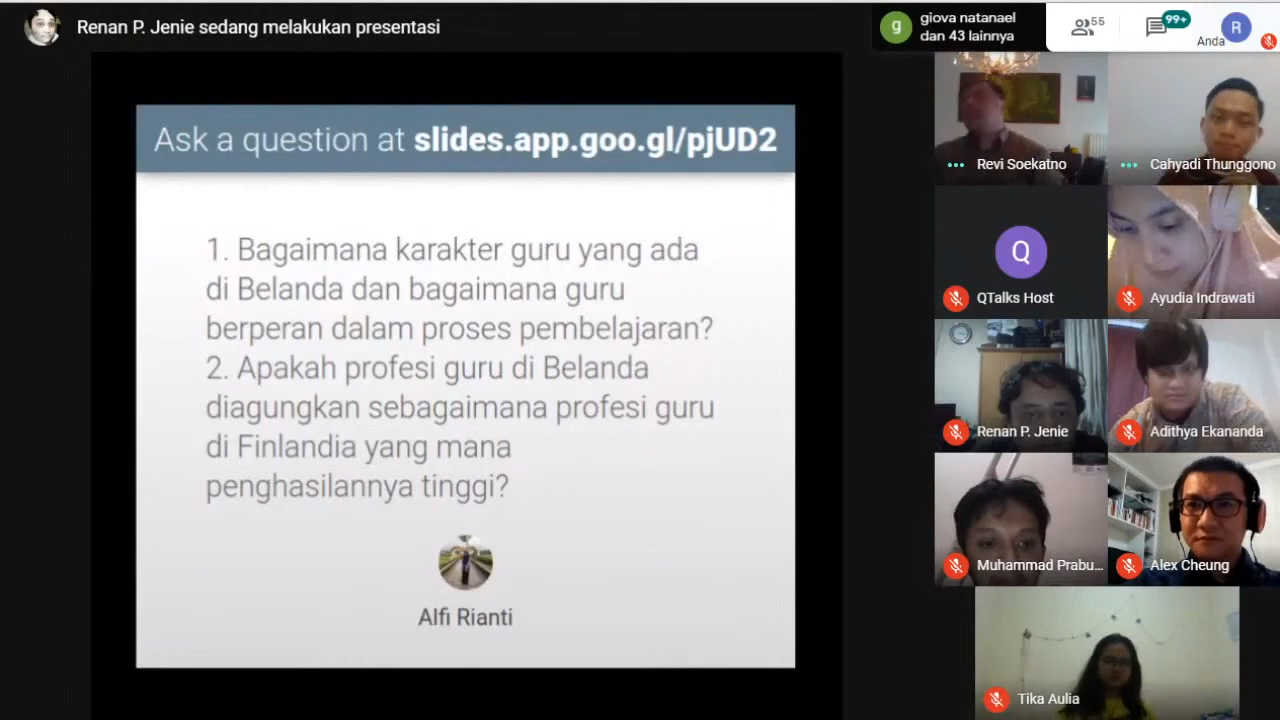 Renan P. Jenie sedang melakukan presentasi
g
giova natanael
dan 43 lainnya
55
99+
Anda
R
Ask a question at slides.app.goo.gl/pjUD2
1. Bagaimana karakter guru yang ada
di Belanda dan bagaimana guru
berperan dalam proses pembelajaran?
2. Apakah profesi guru di Belanda
diagungkan sebagaimana profesi guru
di Finlandia yang mana
penghasilannya tinggi?
Alfi Rianti
Revi Soekatno
Cahyadi Thunggono
Q
QTalks Host
Ayudia Indrawati
Renan P. Jenie
Adithya Ekananda
Muhammad Prabu...
Alex Cheung
Tika Aulia